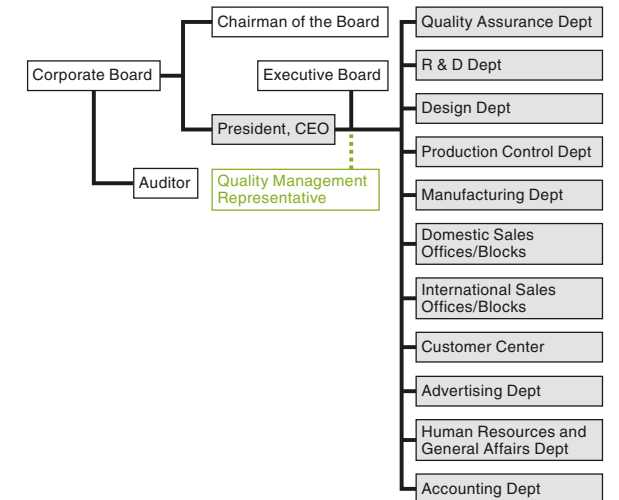 Chairman of the Board
Corporate Board
Executive Board
President, CEO
Auditor
Quality Management
Representative
Quality Assurance Dept
R & D Dept
Design Dept
Production Control Dept
Manufacturing Dept
Domestic Sales
Offices/Blocks
International Sales
Offices/Blocks
Customer Center
Advertising Dept
Human Resources and
General Affairs Dept
Accounting Dept